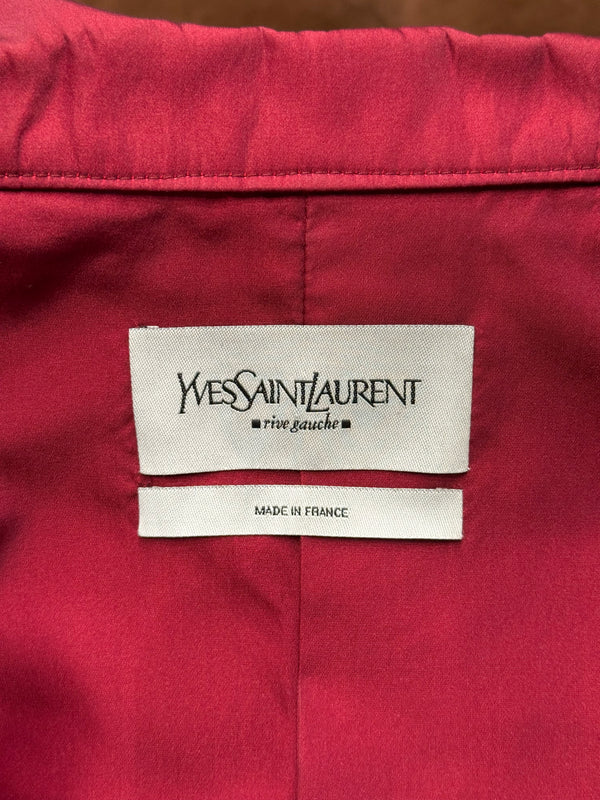 YVESSAINTLAURENT
rive gauche
MADE IN FRANCE